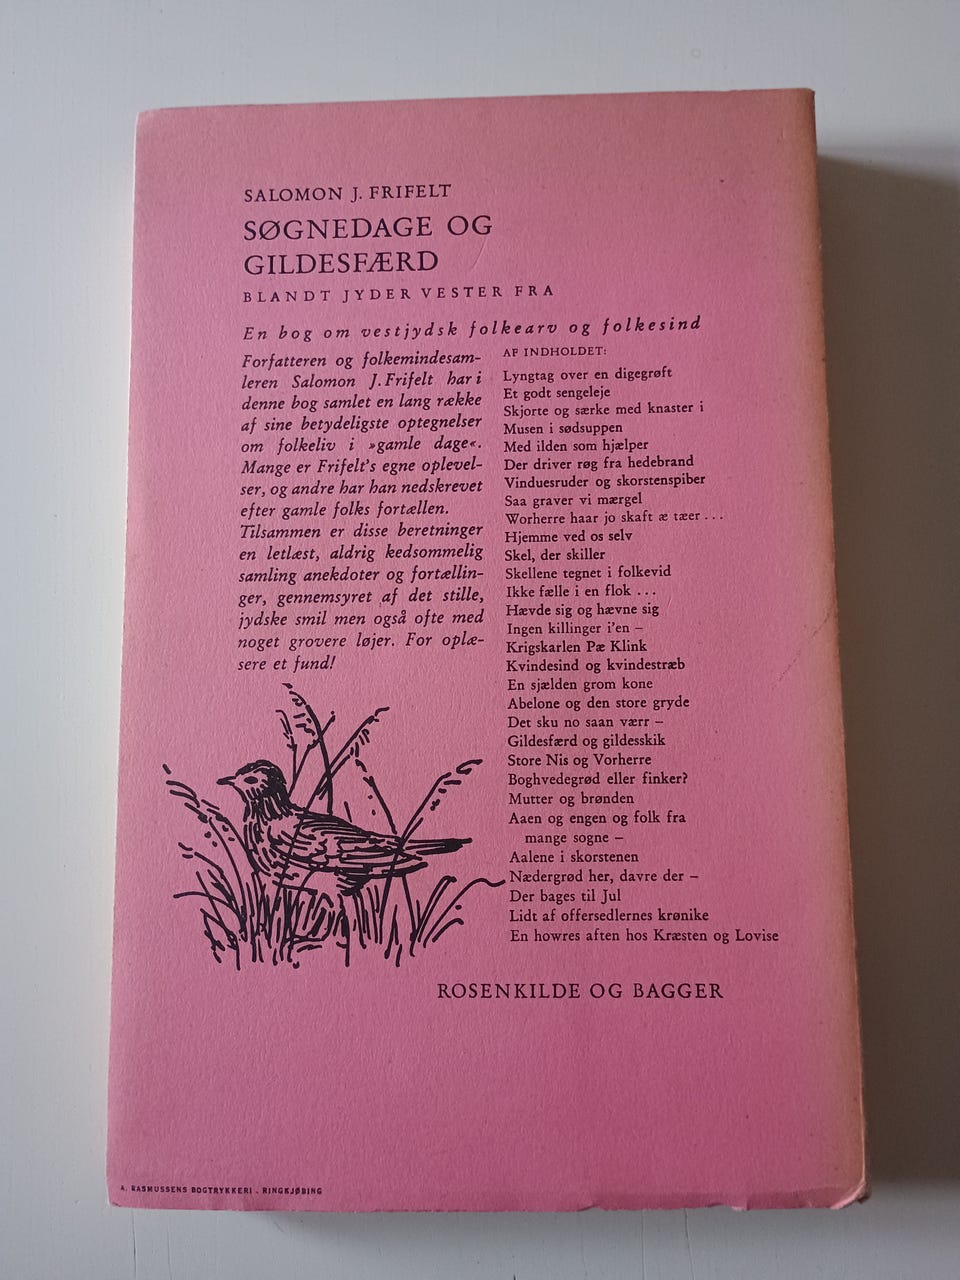 SALOMON J. FRIFELT
SØGNEDAGE OG
GILDESFÆRD
BLANDT JYDER VESTER FRA
En bog om vestjydsk folkearv og folkesind
Forfatteren og folkemindesam-
leren Salomon J. Frifelt har i
denne bog samlet en lang række
af sine betydeligste optegnelser
om folkeliv i »gamle dage«.
Mange er Frifelt's egne oplevel-
ser, og andre har han nedskrevet
efter gamle folks fortællen.
Tilsammen er disse beretninger
en letlæst, aldrig kedsommelig
samling anekdoter og fortællin-
ger, gennemsyret af det stille,
jydske smil men også ofte med
noget grovere løjer. For oplæ-
sere et fund!
AF INDHOLDET:
Lyngtag over en digegrøft
Et godt sengeleje
Skjorte og særke med knaster i
Musen i sødsuppen
Med ilden som hjælper
Der driver røg fra hedebrand
Vinduesruder og skorstenspiber
Saa graver vi mærgel
Worherre haar jo skaft æ tæer ...
Hjemme ved os selv
Skel, der skiller
Skellene tegnet i folkevid
Ikke fælle i en flok ...
Hævde sig og hævne sig
Ingen killinger i'en –
Krigskarlen Pæ Klink
Kvindesind og kvindestræb
En sjælden grom kone
Abelone og den store gryde
Det sku no saan værr –
Gildesfærd og gildesskik
Store Nis og Vorherre
Boghvedegrød eller finker?
Mutter og brønden
Aaen og engen og folk fra
mange sogne –
Aalene i skorstenen
Nædergrød her, davre der –
Der bages til Jul
Lidt af offersedlernes krønike
En howres aften hos Kræsten og Lovise
ROSENKILDE OG BAGGER
A. RASMUSSENS BOGTRYKKERI . RINGKJØBING